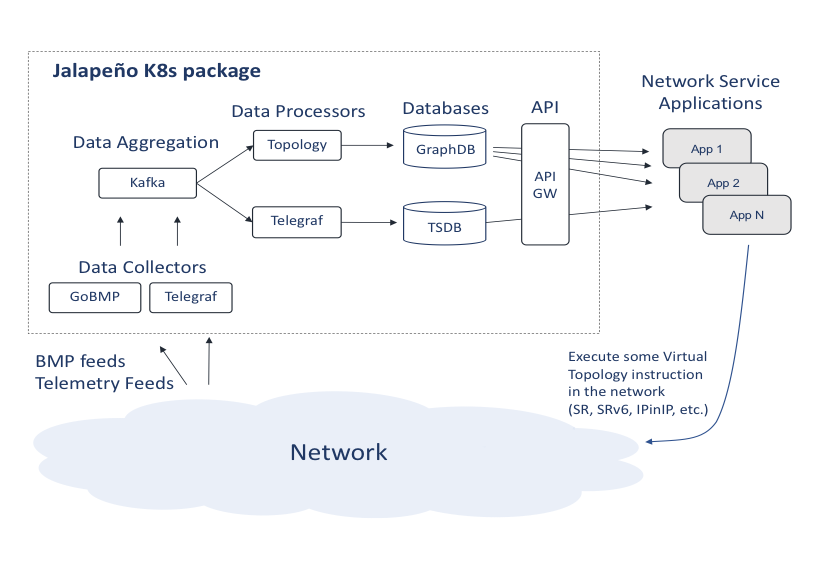 Jalapeño K8s package
Data Aggregation
Kafka
Data Processors
Topology
Telegraf
Databases
GraphDB
TSDB
API
API
GW
Network Service
Applications
App 1
App 2
App N
Data Collectors
GoBMP
Telegraf
BMP feeds
Telemetry Feeds
Execute some Virtual
Topology instruction
in the network
(SR, SRv6, IPinIP, etc.)
Network